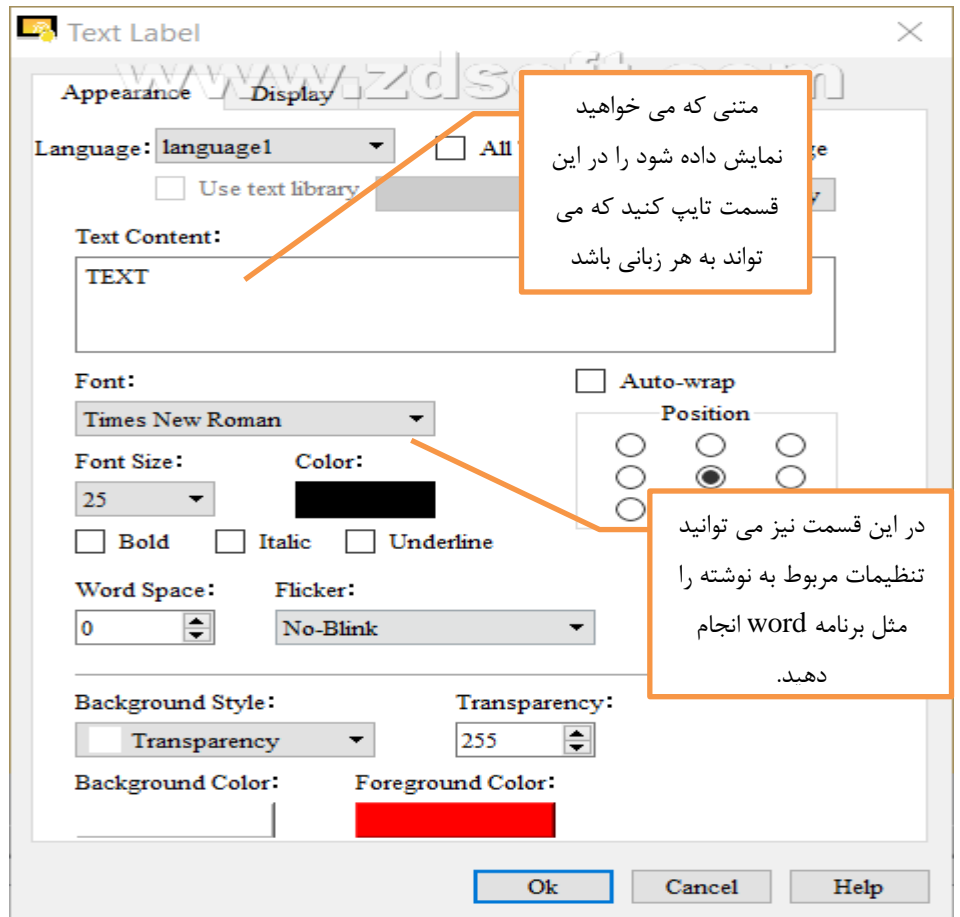 Text Label
www.zdsoft.com
Appearance Display
Language: language1 All
Use text library
متنی که می خواهید
نمایش داده شود را در این
قسمت تایپ کنید که می
تواند به هر زبانی باشد
Text Content:
TEXT
Font:
Auto-wrap
Times New Roman
Position
Font Size: Color:
25
Bold Italic Underline
Word Space: Flicker:
0 No-Blink
در این قسمت نیز می توانید
تنظیمات مربوط به نوشته را
مثل برنامه word انجام
دهید.
Background Style: Transparency:
Transparency 255
Background Color: Foreground Color:
Ok Cancel Help